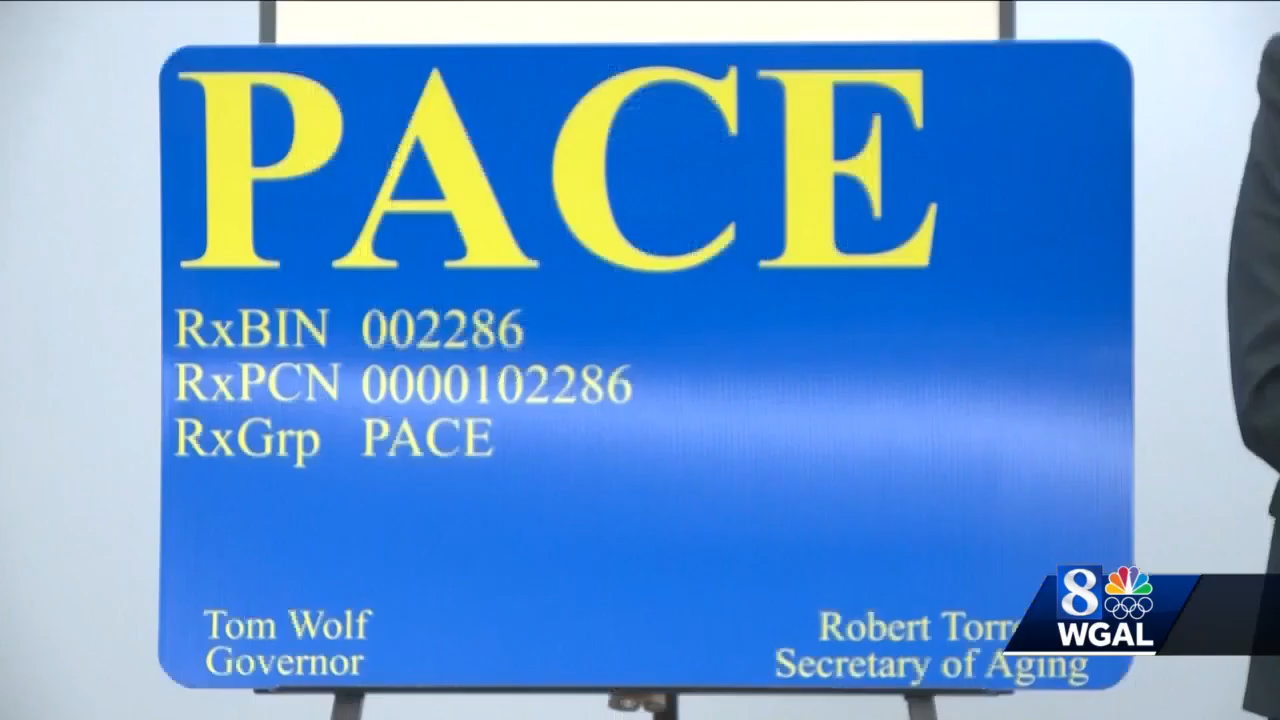 PACE
RxBIN 002286
RxPCN 0000102286
RxGrp PACE
Tom Wolf
Governor
Robert
Secretary of Aging
8
WGAL